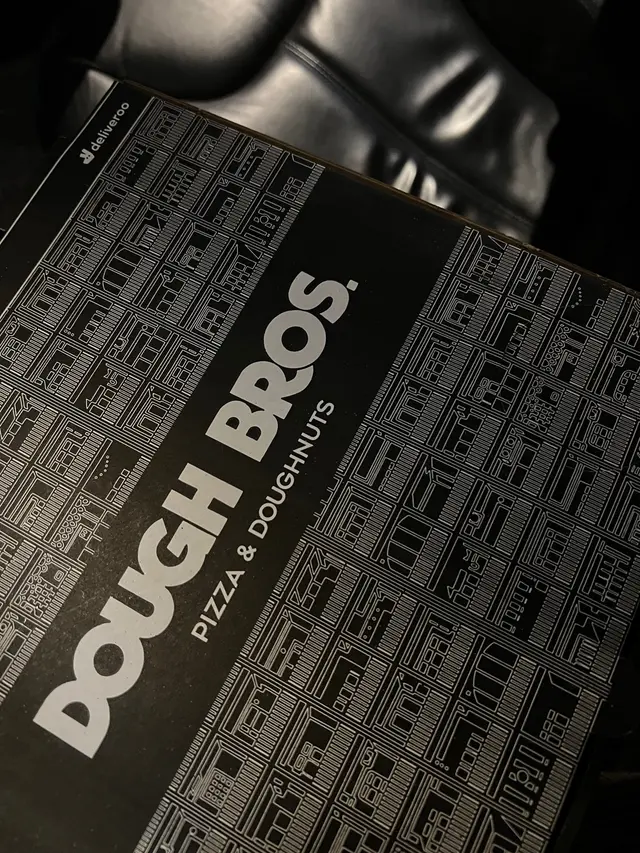 deliveroo
DOUGH BROS.
PIZZA & DOUGHNUTS